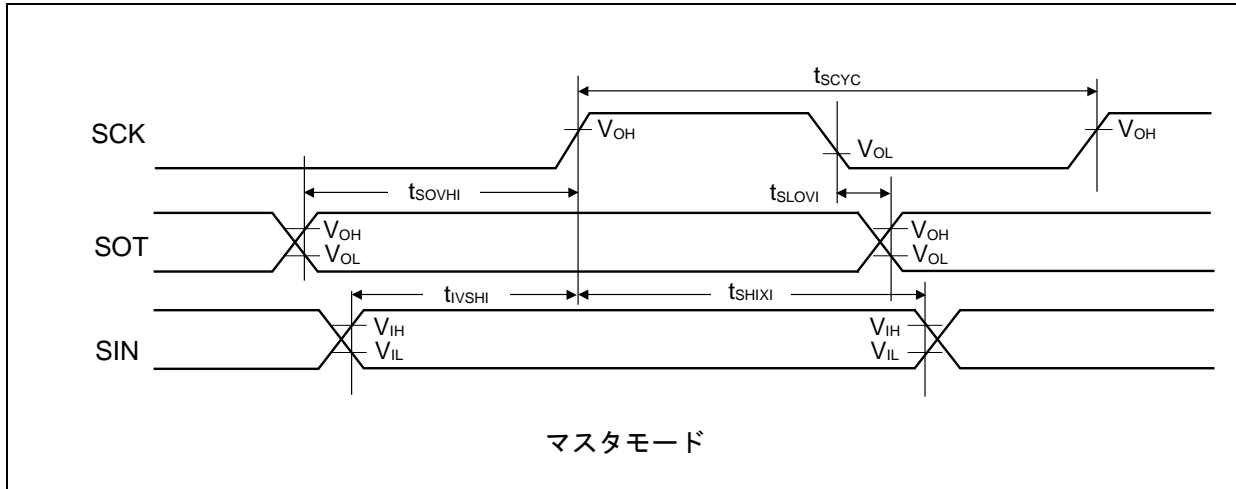 tSCYC
SCK
VOH
VOL
VOH
tSOVHI
tSLOVI
SOT
VOH
VOL
VOH
VOL
tIVSHI
tSHIXI
SIN
VIH
VIL
VIH
VIL
マスタモード